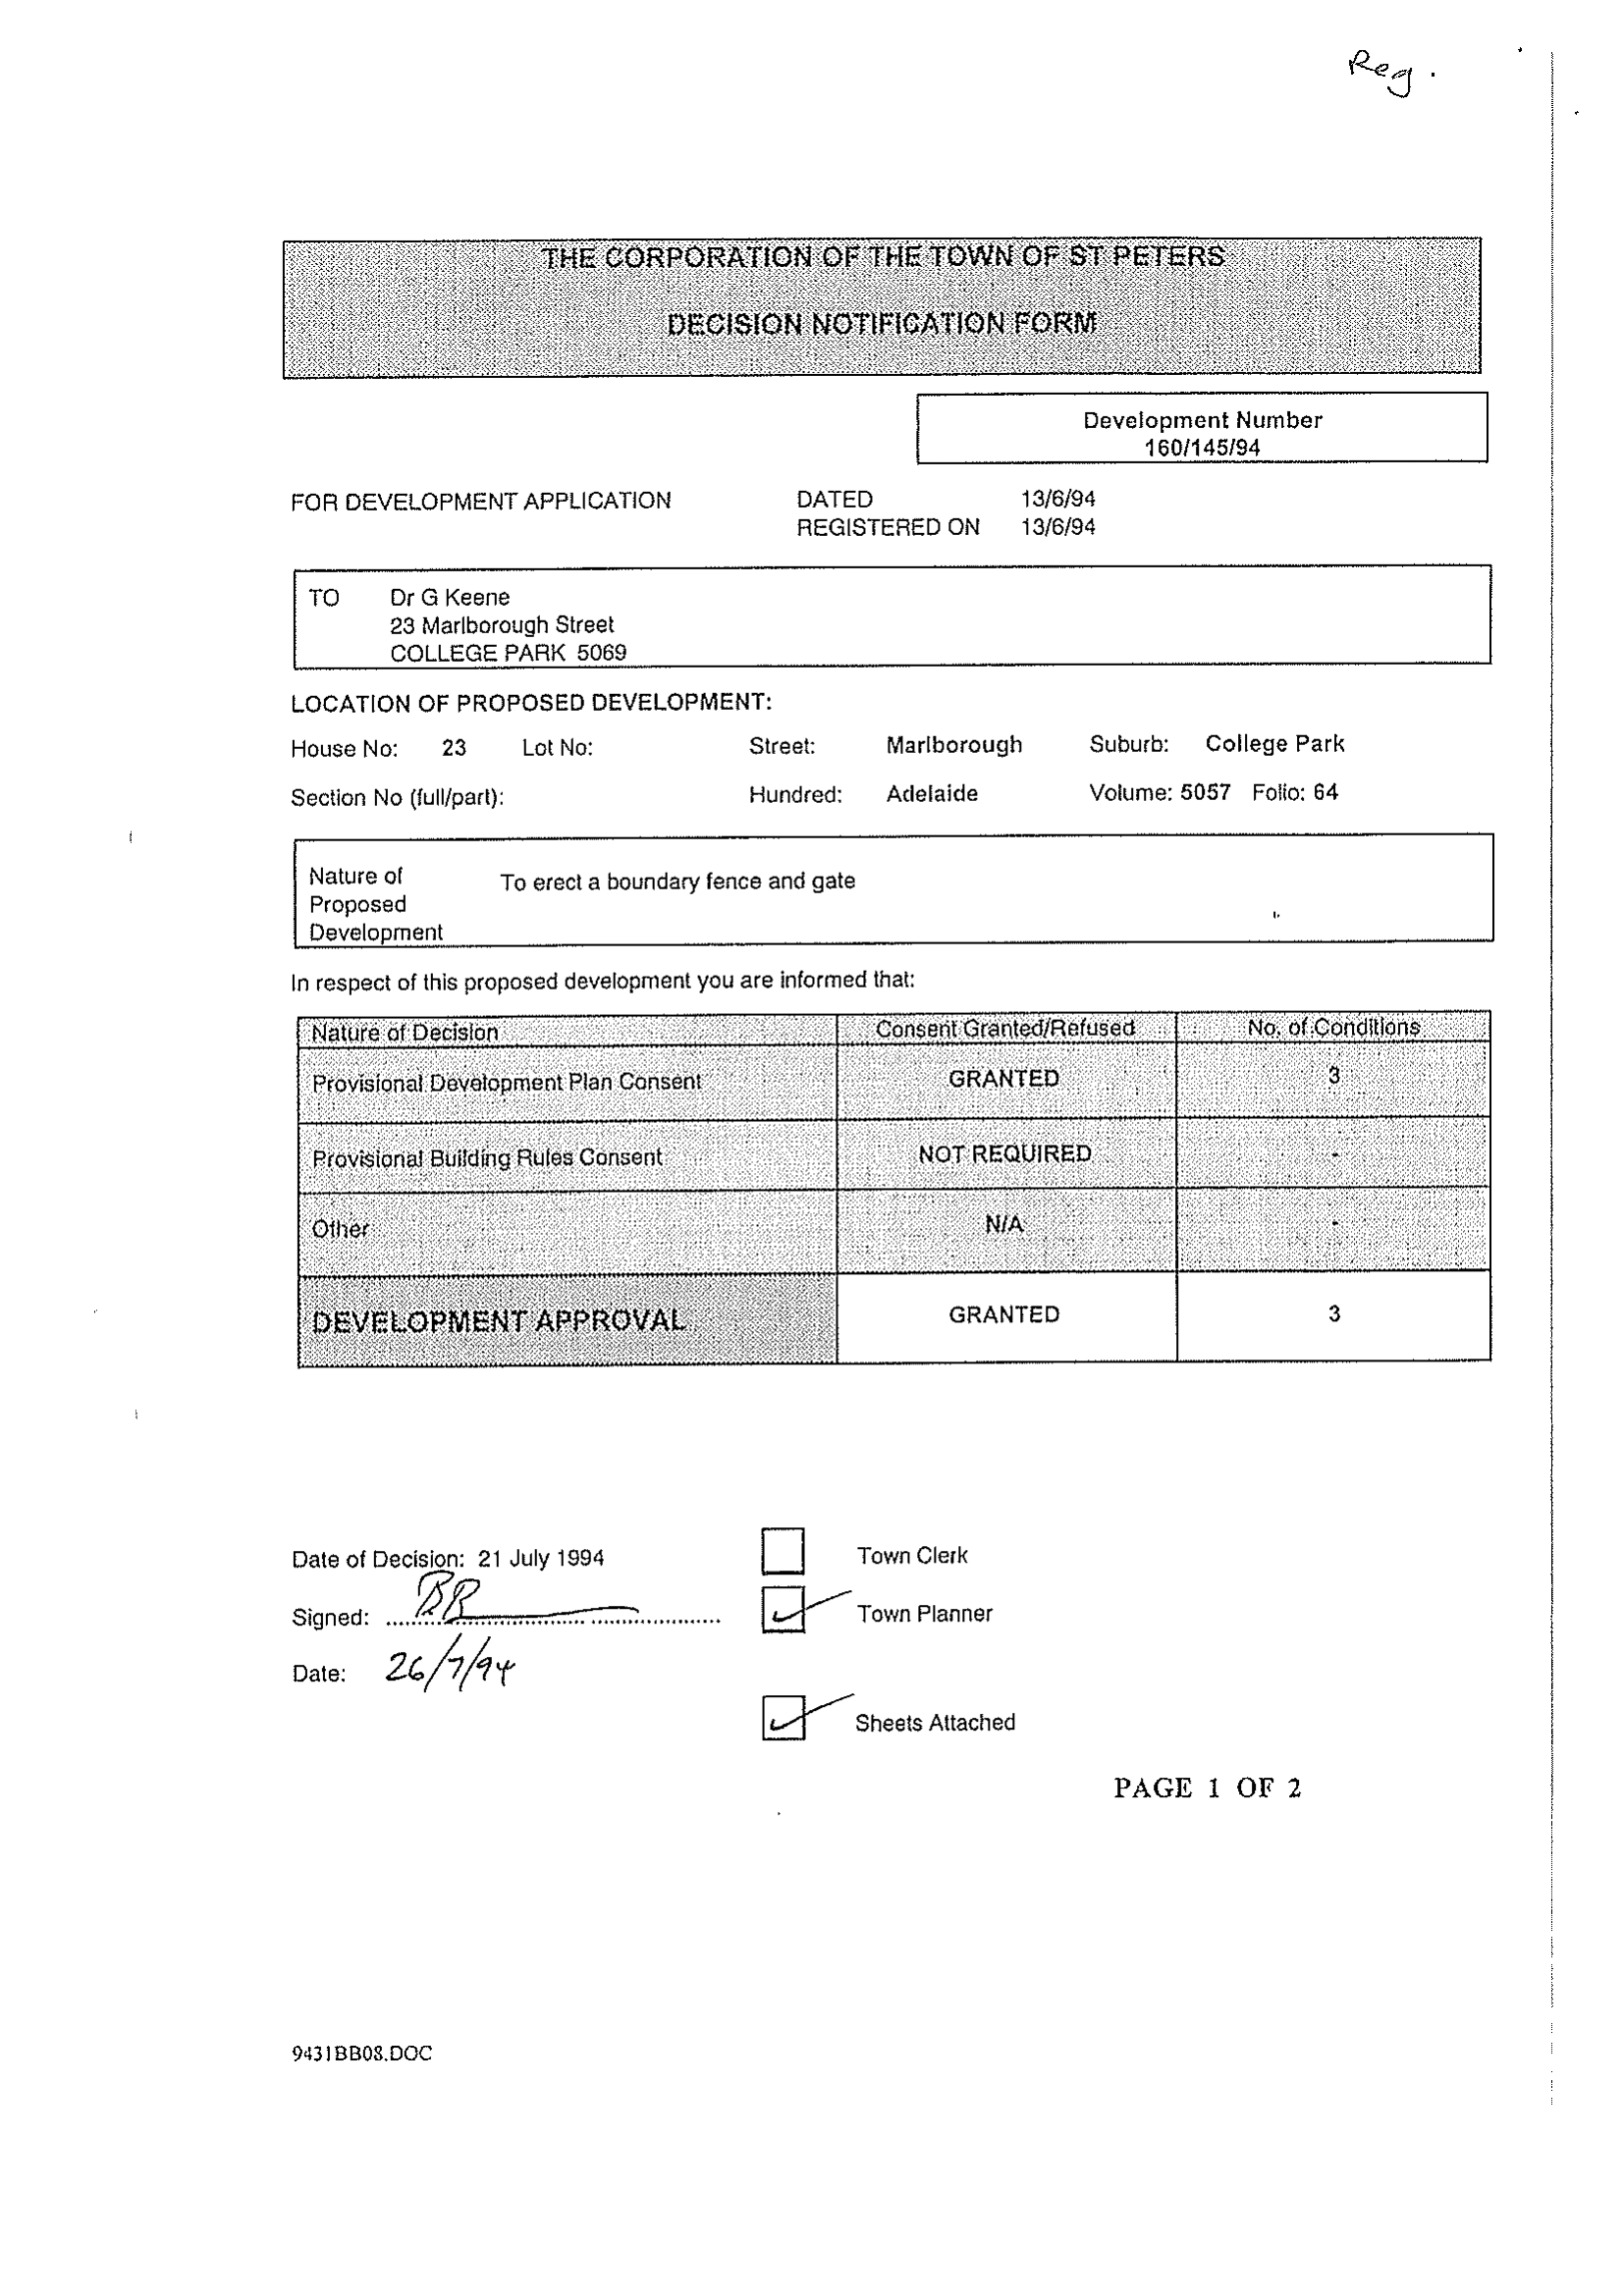 Reg.
THE CORPORATION OF THE TOWN OF ST PETERS
DECISION NOTIFICATION FORM
Development Number
160/145/94
FOR DEVELOPMENT APPLICATION DATED 13/6/94
REGISTERED ON 13/6/94
TO Dr G Keene
23 Marlborough Street
COLLEGE PARK 5069
LOCATION OF PROPOSED DEVELOPMENT:
House No: 23 Lot No: Street: Marlborough Suburb: College Park
Section No (full/part): Hundred: Adelaide Volume: 5057 Folio: 64
Nature of To erect a boundary fence and gate
Proposed
Development
In respect of this proposed development you are informed that:
Nature of Decision Consent Granted/Refused No. of Conditions
Provisional Development Plan Consent GRANTED 3
Provisional Building Rules Consent NOT REQUIRED -
Other N/A -
DEVELOPMENT APPROVAL GRANTED 3
Date of Decision: 21 July 1994 Town Clerk
Signed: Town Planner
Date: 26/7/94
Sheets Attached
PAGE 1 OF 2
9431BB08.DOC